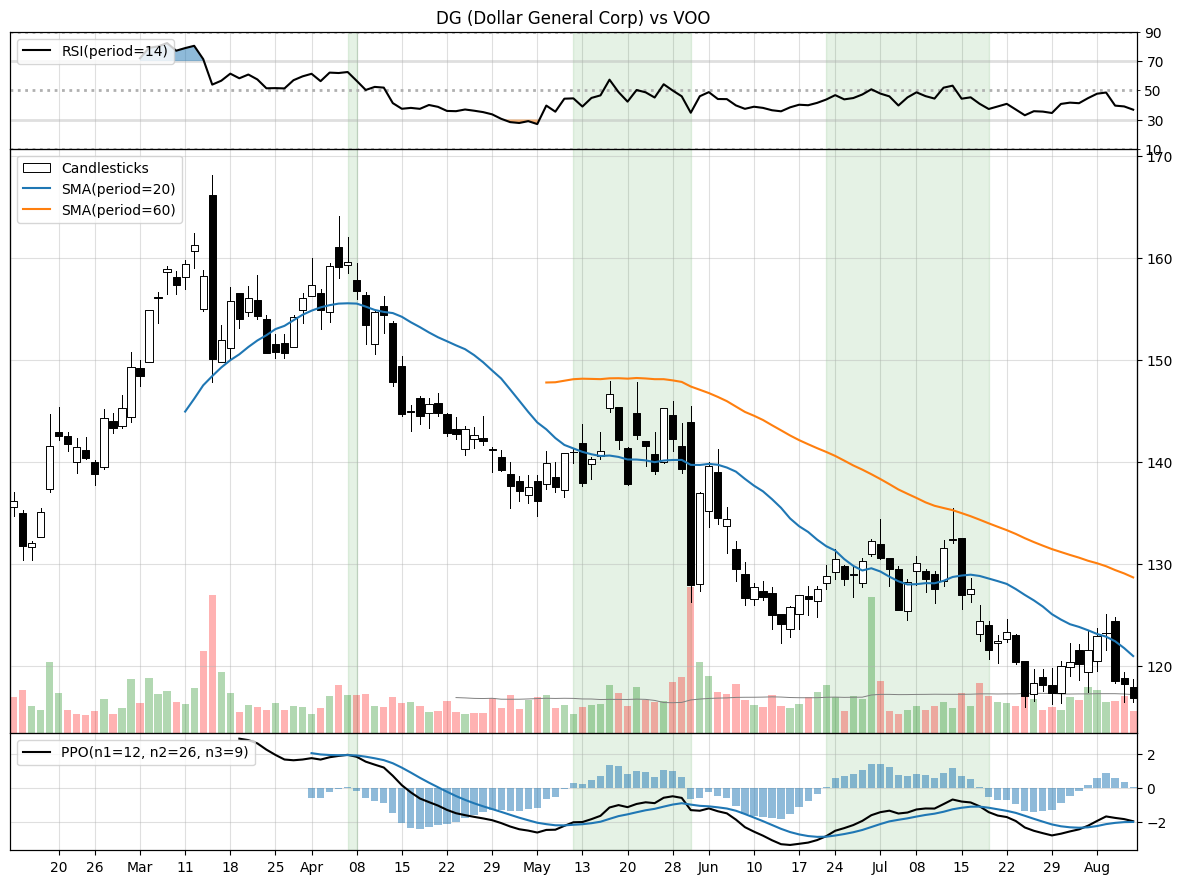 DG (Dollar General Corp) vs VOO
RSI(period=14)
90
70
50
30
10
Candlesticks
SMA(period=20)
SMA(period=60)
170
160
150
140
130
120
PPO(n1=12, n2=26, n3=9)
2
0
−2
20 26 Mar 11 18 Apr 08 15 22 29 May 13 20 28 Jun 10 17 24 Jul 08 15 22 29 Aug